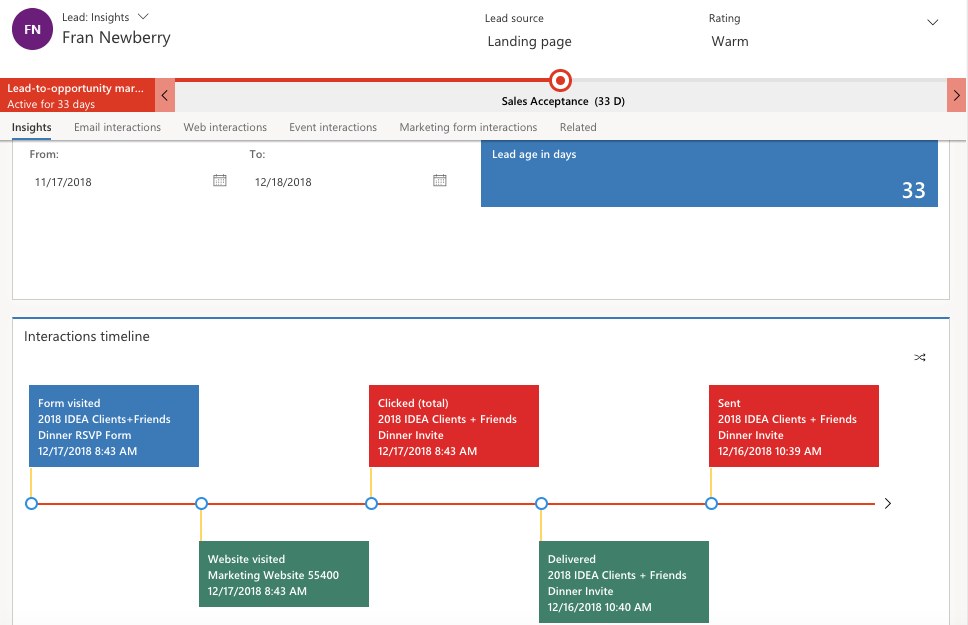 FN
Lead: Insights
Fran Newberry
Lead source
Landing page
Rating
Warm
Lead-to-opportunity mar...
Active for 33 days
Sales Acceptance (33 D)
Insights
Email interactions
Web interactions
Event interactions
Marketing form interactions
Related
From:
To:
11/17/2018
12/18/2018
Lead age in days
33
Interactions timeline
Form visited
2018 IDEA Clients+Friends
Dinner RSVP Form
12/17/2018 8:43 AM
Clicked (total)
2018 IDEA Clients + Friends
Dinner Invite
12/17/2018 8:43 AM
Sent
2018 IDEA Clients + Friends
Dinner Invite
12/16/2018 10:39 AM
Website visited
Marketing Website 55400
12/17/2018 8:43 AM
Delivered
2018 IDEA Clients + Friends
Dinner Invite
12/16/2018 10:40 AM